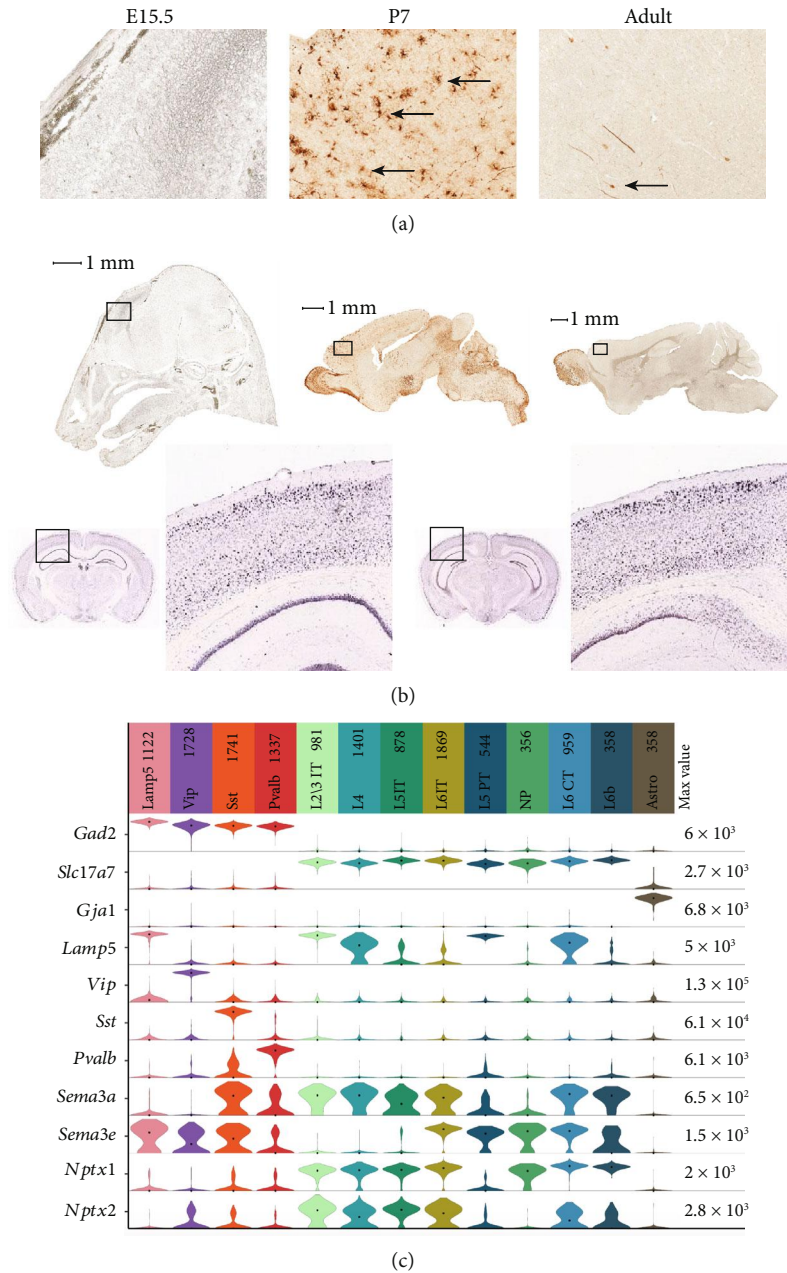 E15.5 P7 Adult
(a)
1 mm
1 mm
1 mm
(b)
Lamp5 1122
Vip 1728
Sst 1741
Pvalb 1337
L2\3 IT 981
L4 1401
L5IT 878
L6IT 1869
L5 PT 544
NP 356
L6 CT 959
L6b 358
Astro 358
Max value
Gad2 6 × 10³
Slc17a7 2.7 × 10³
Gja1 6.8 × 10³
Lamp5 5 × 10³
Vip 1.3 × 10⁵
Sst 6.1 × 10⁴
Pvalb 6.1 × 10³
Sema3a 6.5 × 10²
Sema3e 1.5 × 10³
Nptx1 2 × 10³
Nptx2 2.8 × 10³
(c)